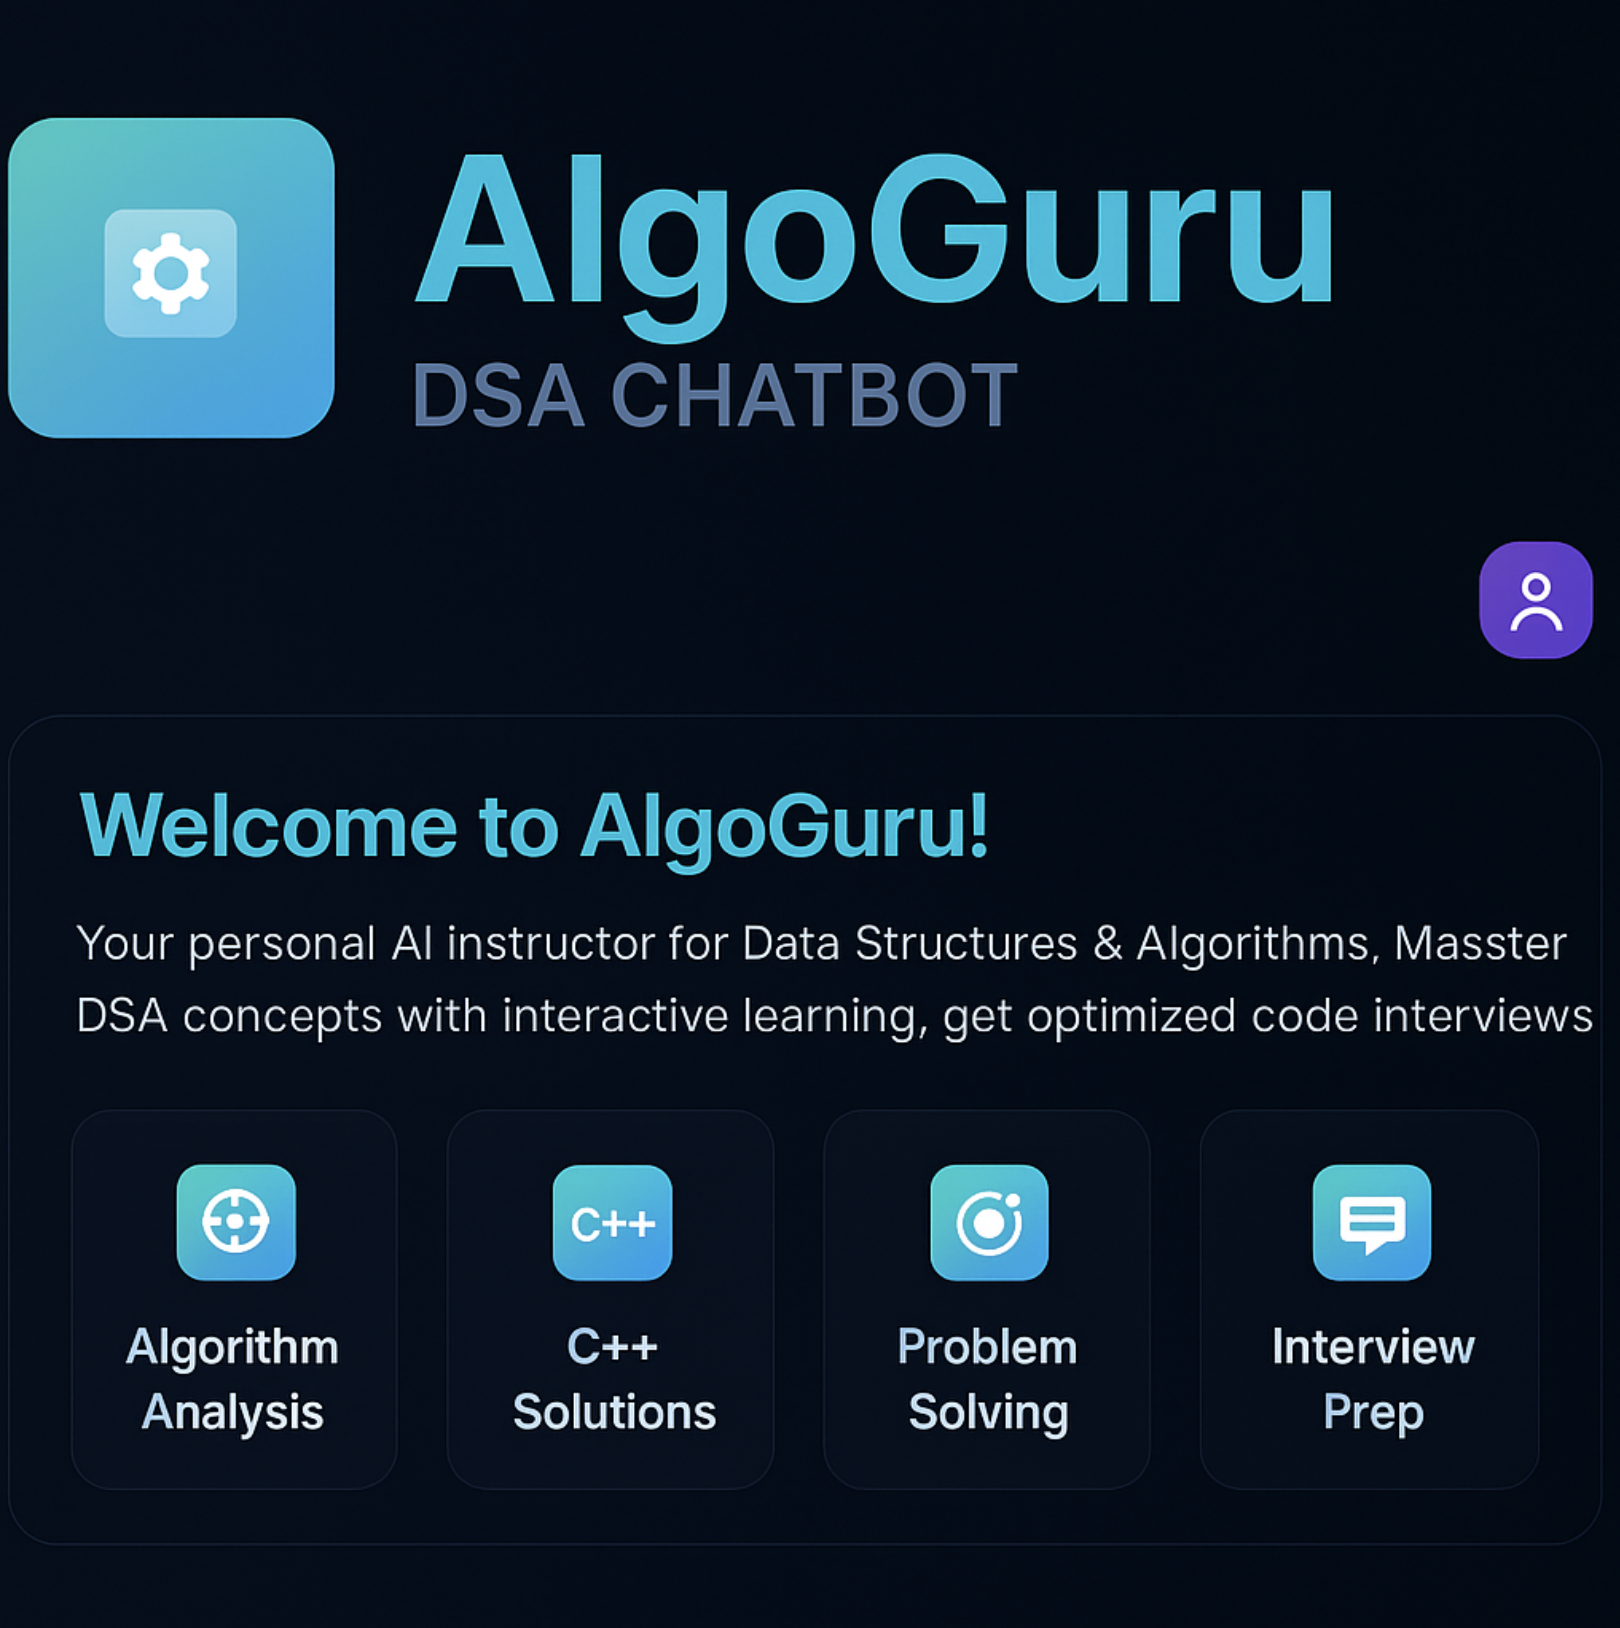 AlgoGuru
DSA CHATBOT
Welcome to AlgoGuru!
Your personal AI instructor for Data Structures & Algorithms, Masster
DSA concepts with interactive learning, get optimized code interviews
C++
Algorithm
Analysis
C++
Solutions
Problem
Solving
Interview
Prep